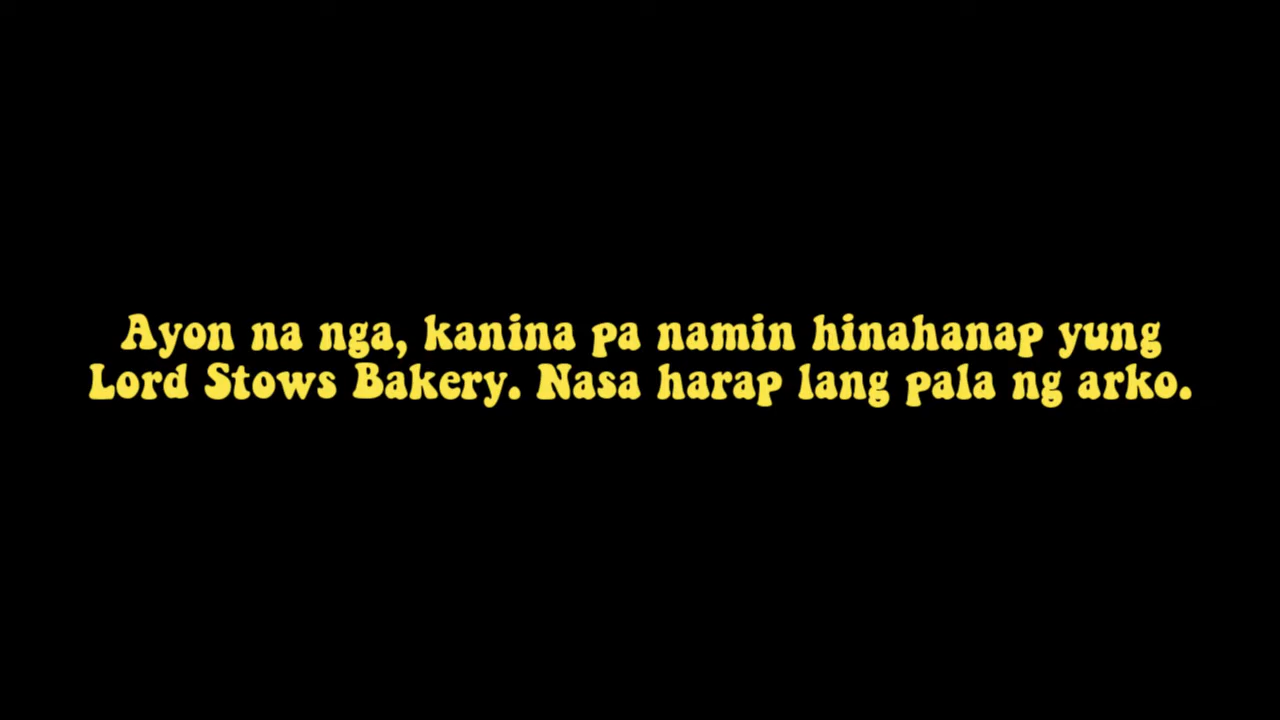 Ayon na nga, kanina pa namin hinahanap yung
Lord Stows Bakery. Nasa harap lang pala ng arko.